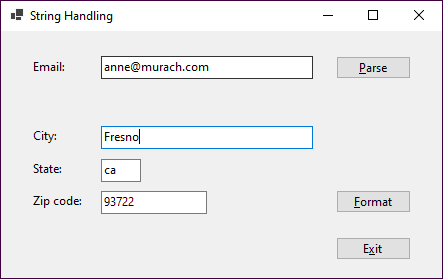 String Handling
Email: anne@murach.com Parse
City: Fresno
State: ca
Zip code: 93722 Format
Exit